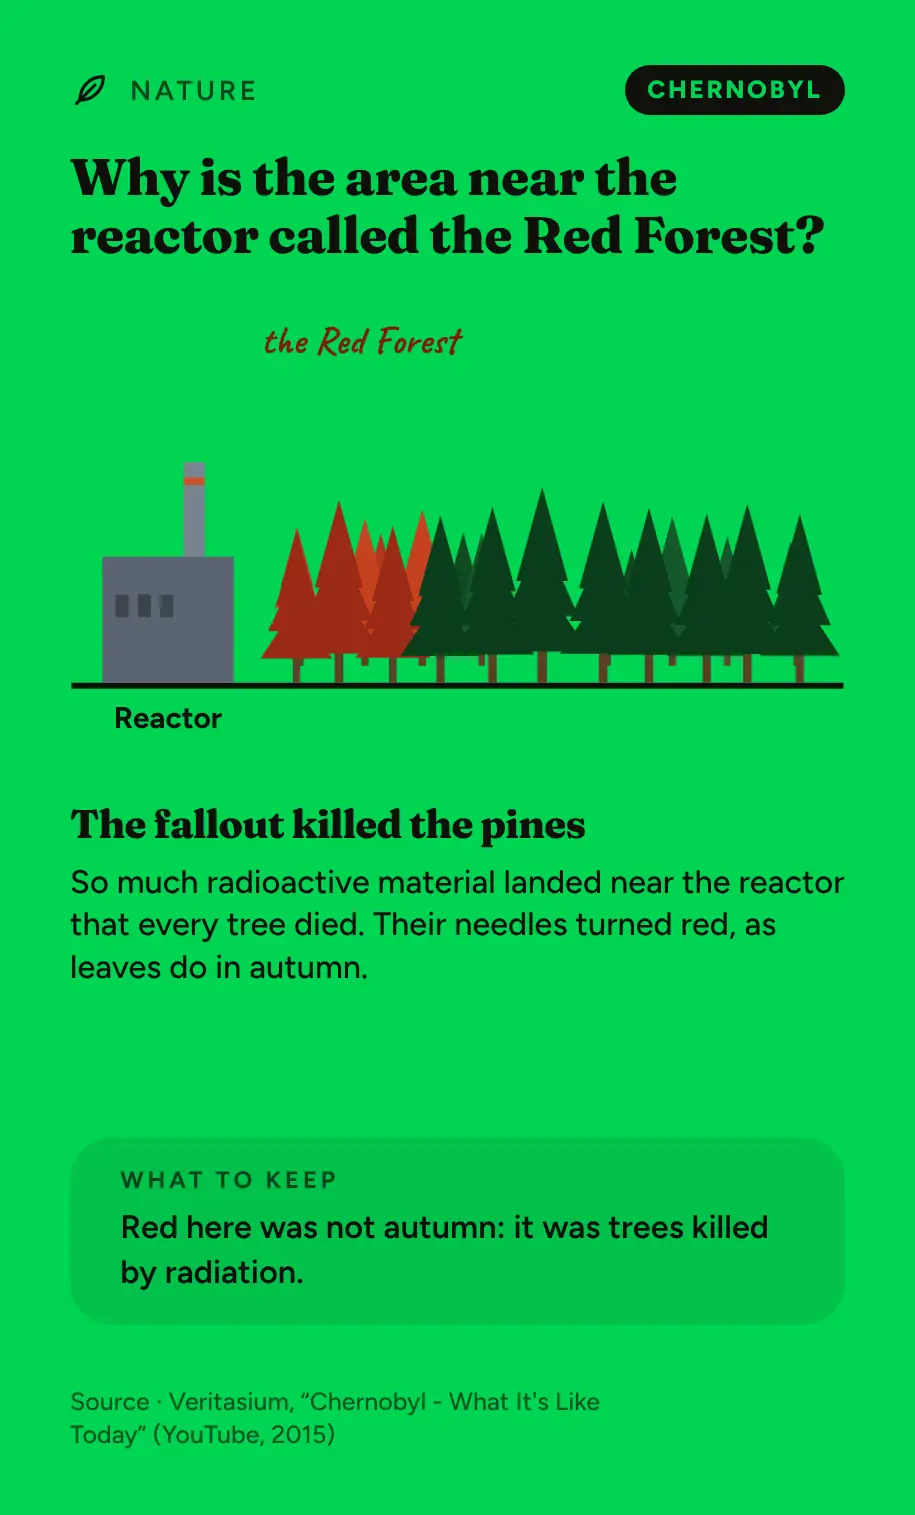 NATURE
CHERNOBYL
Why is the area near the
reactor called the Red Forest?
the Red Forest
Reactor
The fallout killed the pines
So much radioactive material landed near the reactor
that every tree died. Their needles turned red, as
leaves do in autumn.
WHAT TO KEEP
Red here was not autumn: it was trees killed
by radiation.
Source · Veritasium, “Chernobyl - What It's Like
Today” (YouTube, 2015)